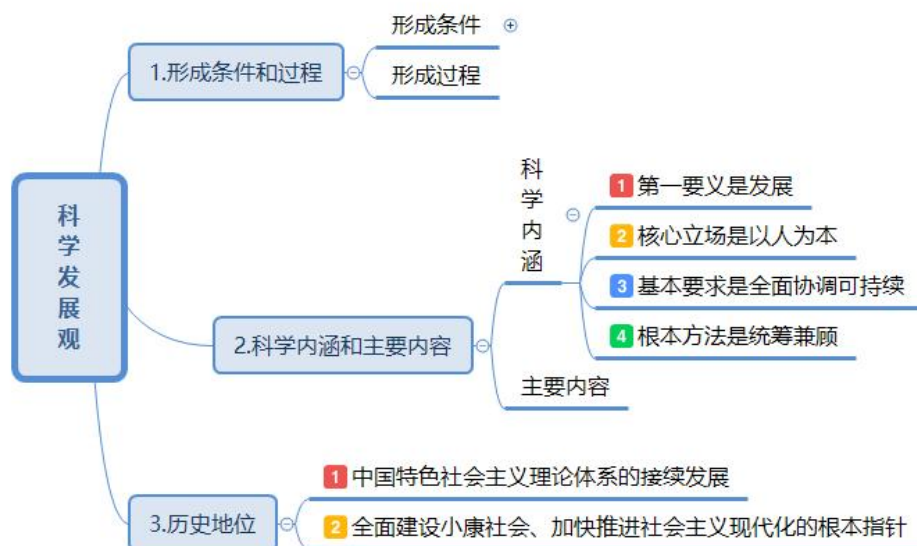 科学发展观
1.形成条件和过程
形成条件
形成过程
2.科学内涵和主要内容
科学内涵
1 第一要义是发展
2 核心立场是以人为本
3 基本要求是全面协调可持续
4 根本方法是统筹兼顾
主要内容
3.历史地位
1 中国特色社会主义理论体系的接续发展
2 全面建设小康社会、加快推进社会主义现代化的根本指针